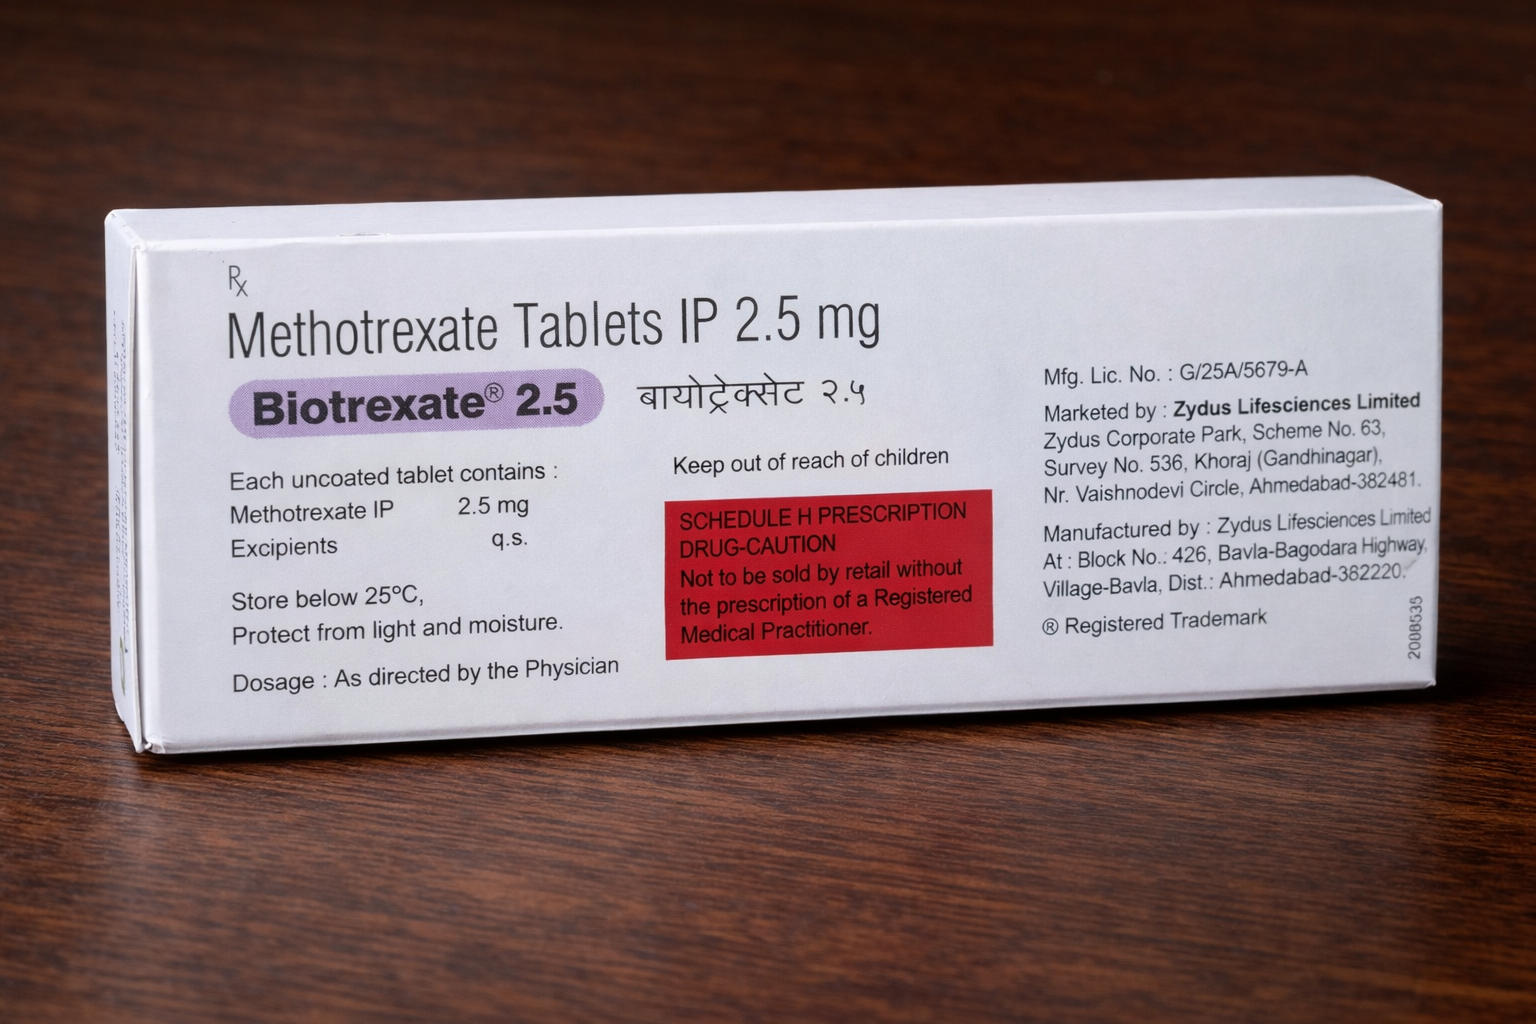 Rx
Methotrexate Tablets IP 2.5 mg
Biotrexate® 2.5
बायोट्रेक्सेट २.५
Each uncoated tablet contains :
Methotrexate IP 2.5 mg
Excipients q.s.
Store below 25ºC,
Protect from light and moisture.
Dosage : As directed by the Physician
Keep out of reach of children
SCHEDULE H PRESCRIPTION
DRUG-CAUTION
Not to be sold by retail without
the prescription of a Registered
Medical Practitioner.
Mfg. Lic. No. : G/25A/5679-A
Marketed by : Zydus Lifesciences Limited
Zydus Corporate Park, Scheme No. 63,
Survey No. 536, Khoraj (Gandhinagar),
Nr. Vaishnodevi Circle, Ahmedabad-382481.
Manufactured by : Zydus Lifesciences Limited
At : Block No.: 426, Bavla-Bagodara Highway,
Village-Bavla, Dist.: Ahmedabad-382220.
® Registered Trademark
2088535